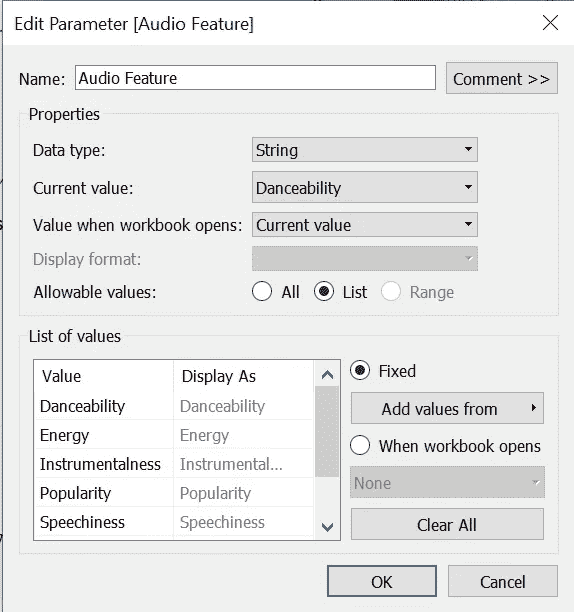 Edit Parameter [Audio Feature]
Name: Audio Feature Comment >>
Properties
Data type: String
Current value: Danceability
Value when workbook opens: Current value
Display format:
Allowable values: All List Range
List of values
Value Display As
Danceability Danceability
Energy Energy
Instrumentalness Instrumental...
Popularity Popularity
Speechiness Speechiness
Fixed
Add values from
When workbook opens
None
Clear All
OK Cancel